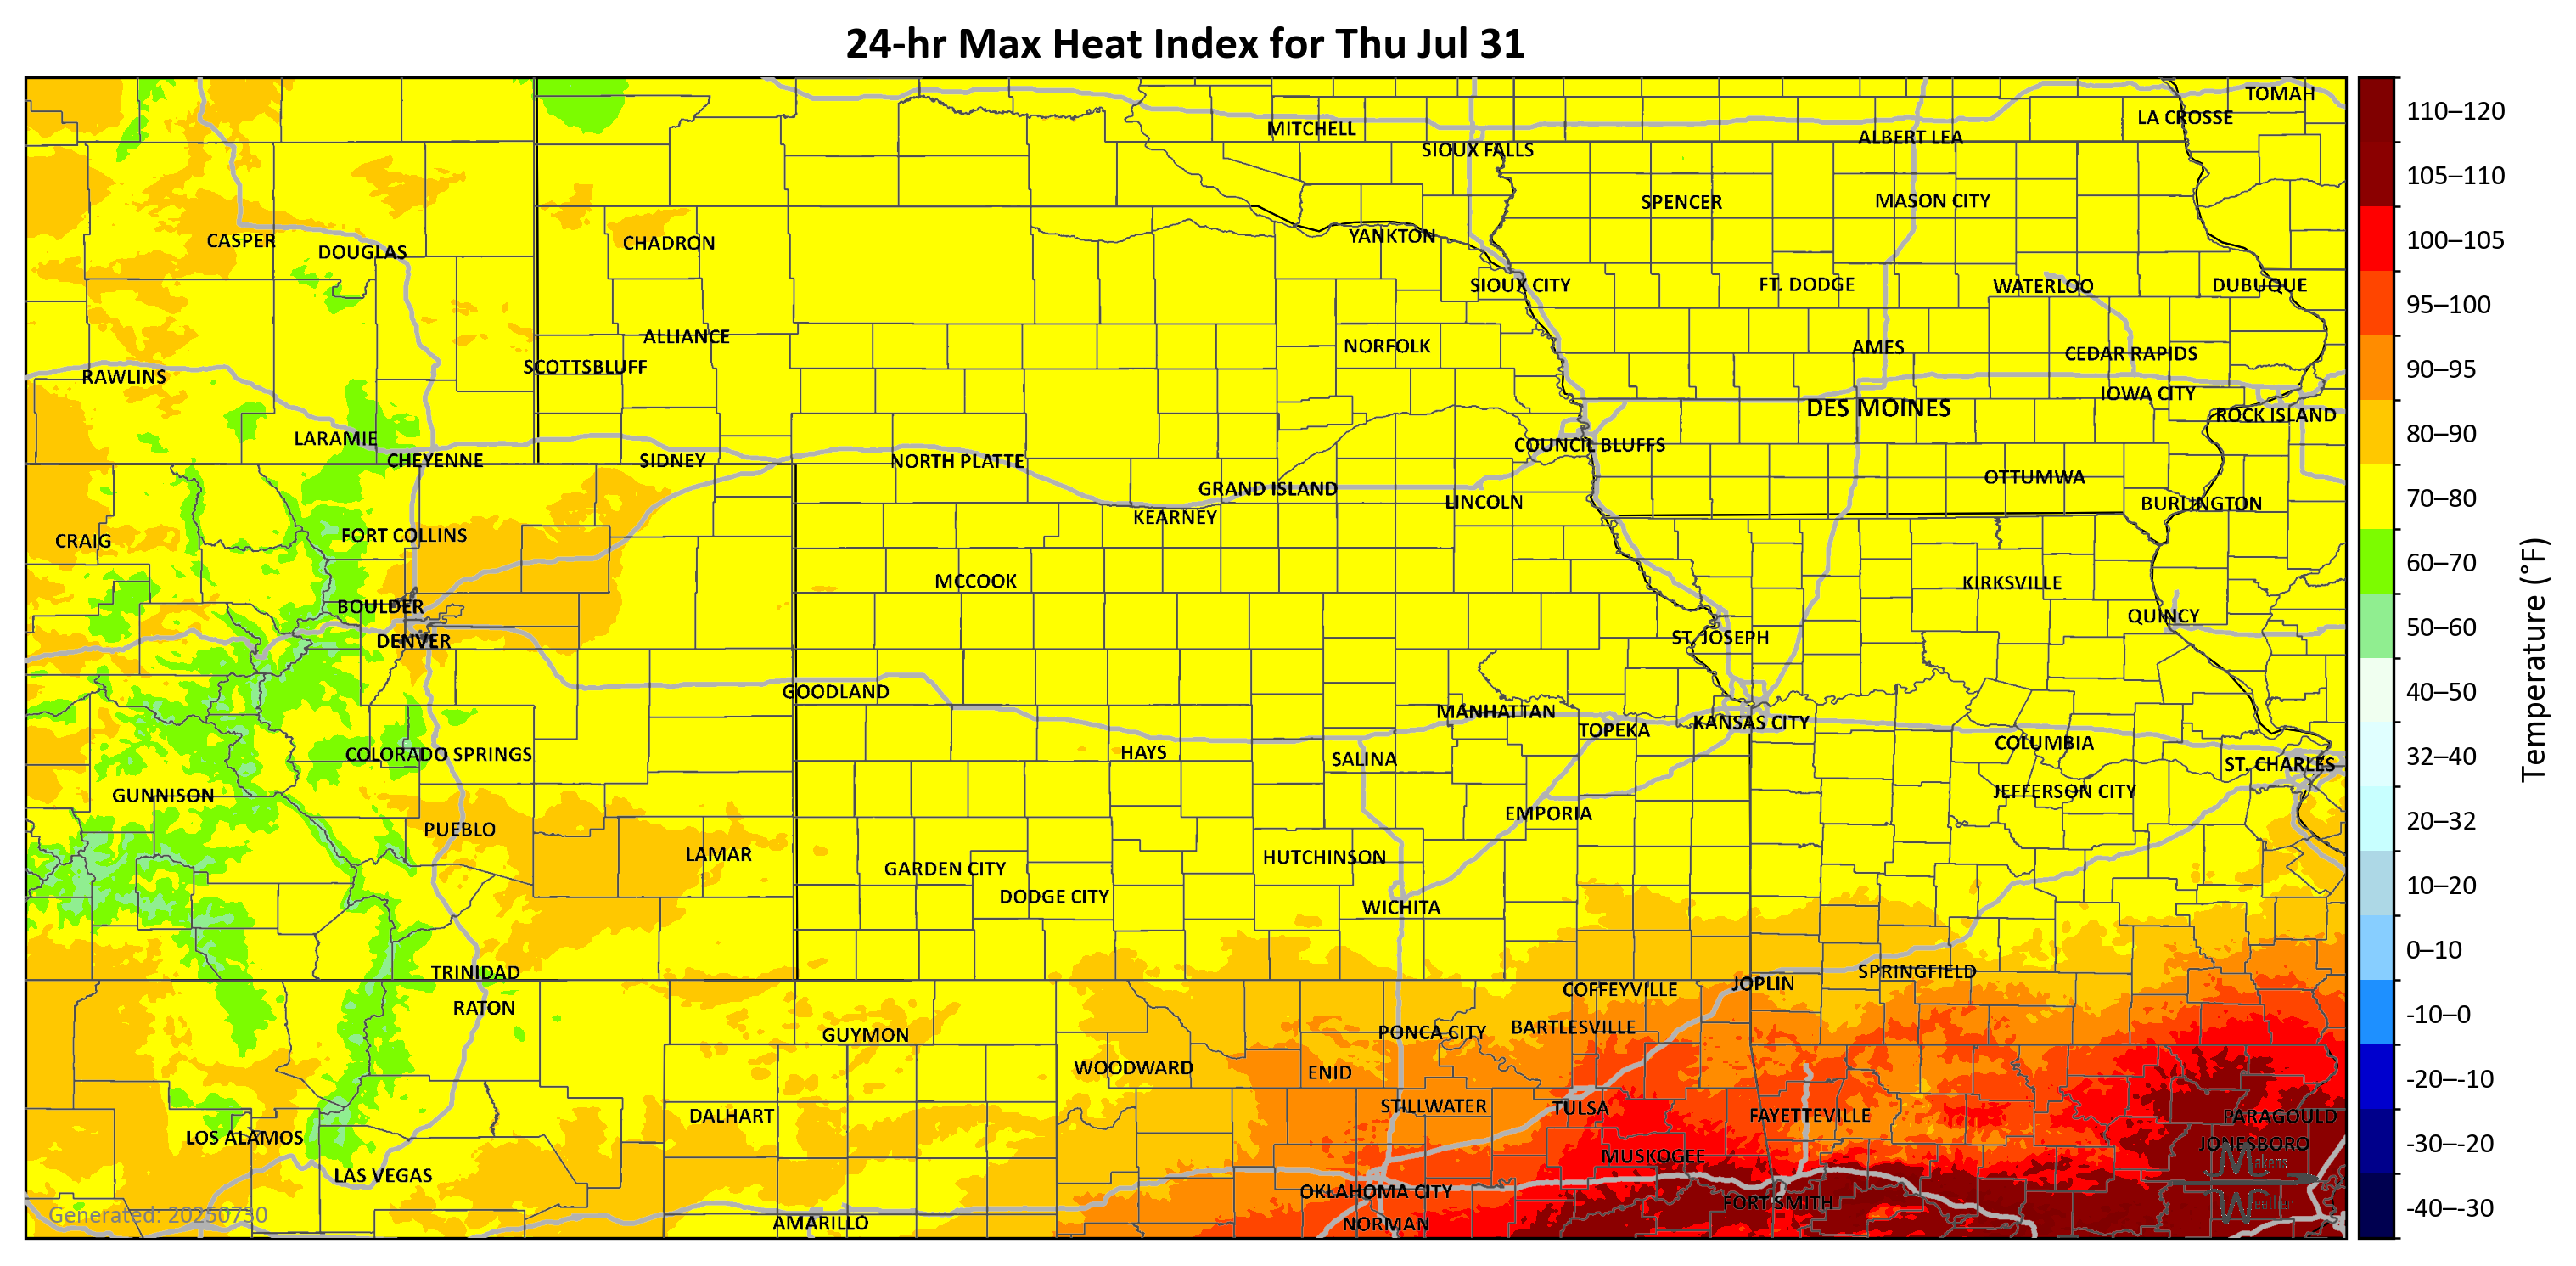 24-hr Max Heat Index for Thu Jul 31
TOMAH
LA CROSSE
MITCHELL
ALBERT LEA
SIOUX FALLS
SPENCER
MASON CITY
CASPER
DOUGLAS
CHADRON
YANKTON
SIOUX CITY
FT. DODGE
WATERLOO
DUBUQUE
ALLIANCE
NORFOLK
AMES
CEDAR RAPIDS
SCOTTSBLUFF
RAWLINS
IOWA CITY
DES MOINES
ROCK ISLAND
LARAMIE
COUNCIL BLUFFS
CHEYENNE
SIDNEY
NORTH PLATTE
OTTUMWA
GRAND ISLAND
LINCOLN
BURLINGTON
KEARNEY
FORT COLLINS
CRAIG
MCCOOK
KIRKSVILLE
BOULDER
QUINCY
DENVER
ST. JOSEPH
GOODLAND
MANHATTAN
TOPEKA
KANSAS CITY
COLUMBIA
COLORADO SPRINGS
HAYS
SALINA
ST. CHARLES
GUNNISON
JEFFERSON CITY
EMPORIA
PUEBLO
LAMAR
HUTCHINSON
GARDEN CITY
DODGE CITY
WICHITA
TRINIDAD
SPRINGFIELD
JOPLIN
COFFEYVILLE
RATON
GUYMON
PONCA CITY
BARTLESVILLE
WOODWARD
ENID
STILLWATER
TULSA
DALHART
FAYETTEVILLE
PARAGOULD
LOS ALAMOS
JONESBORO
MUSKOGEE
LAS VEGAS
OKLAHOMA CITY
FORT SMITH
AMARILLO
NORMAN
Makens
Weather
Generated: 20250730
110–120
105–110
100–105
95–100
90–95
80–90
70–80
60–70
50–60
40–50
32–40
20–32
10–20
0–10
-10–0
-20–-10
-30–-20
-40–-30
Temperature (°F)